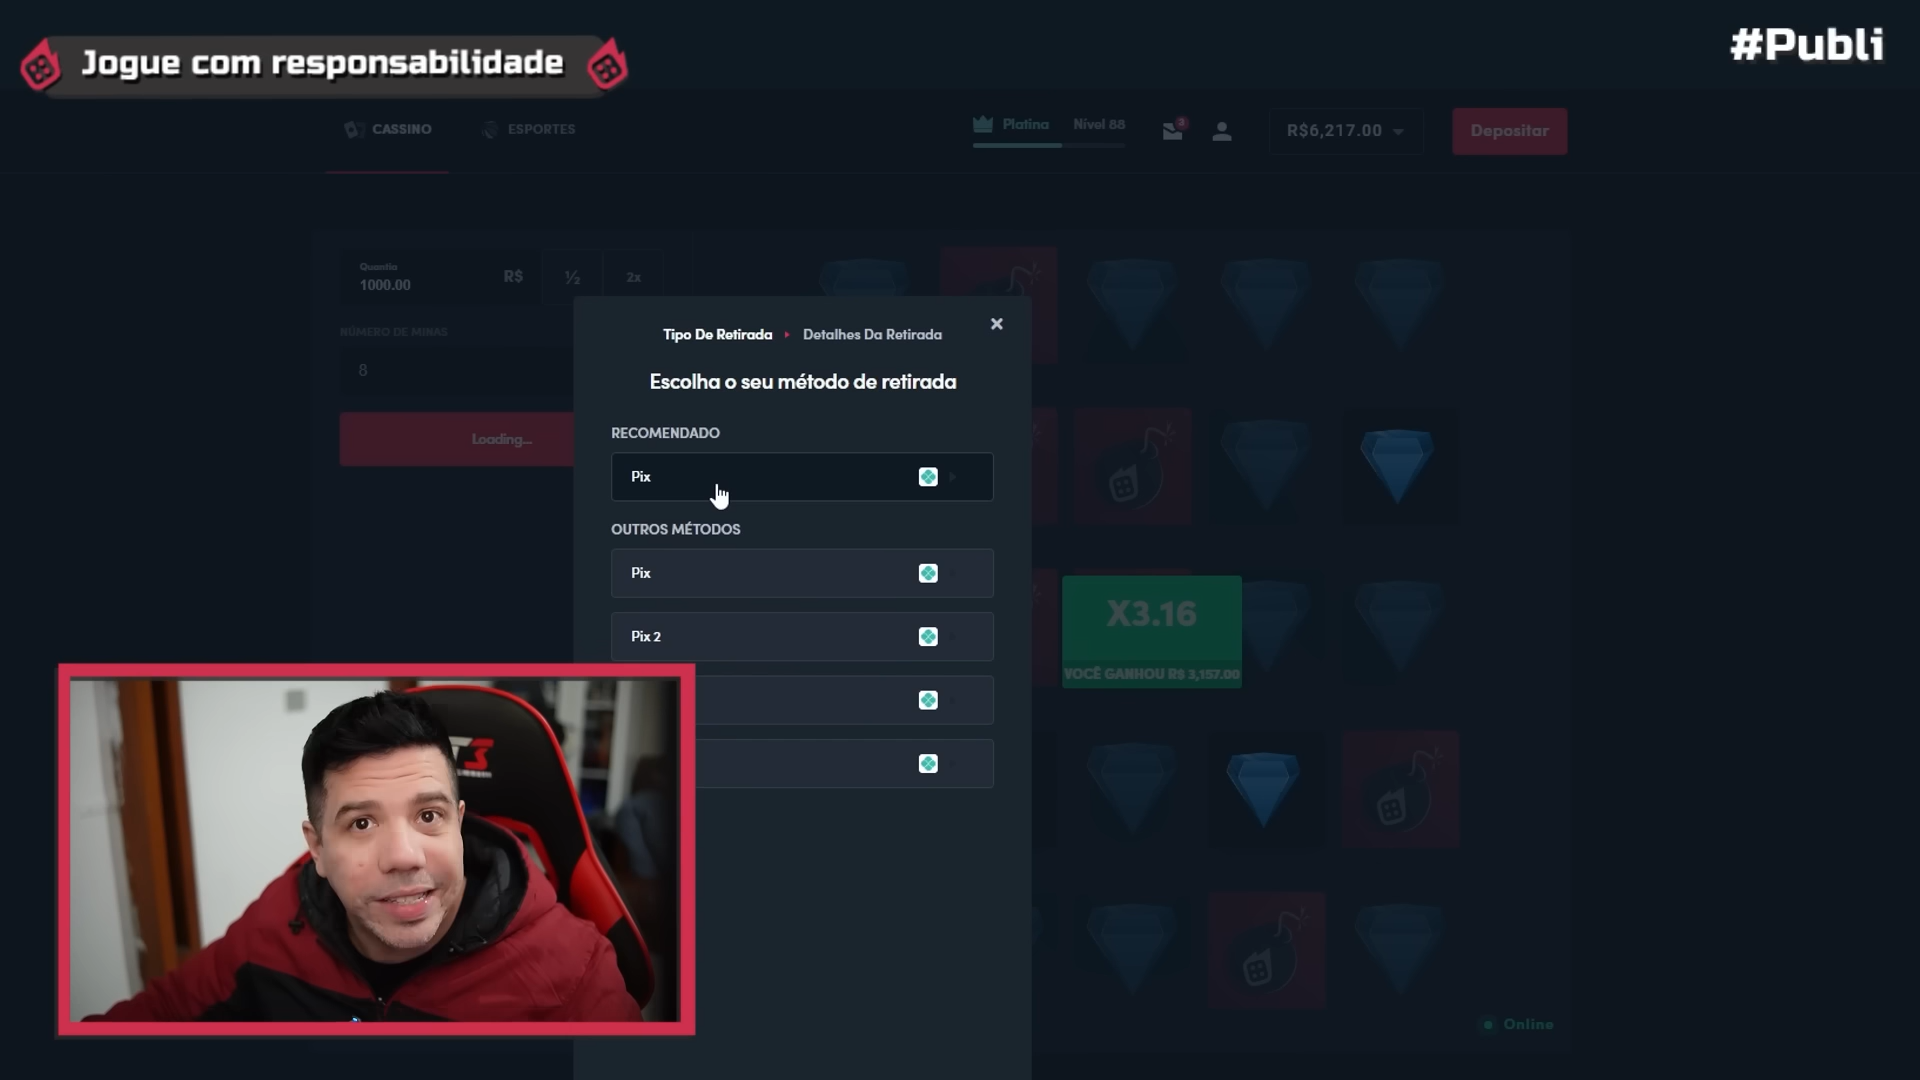 Jogue com responsabilidade
#Publi
CASSINO
ESPORTES
Platina
Nível 88
3
R$6,217.00
Depositar
Quantia
1000.00
R$
½
2x
NÚMERO DE MINAS
8
Loading...
Tipo De Retirada
Detalhes Da Retirada
×
Escolha o seu método de retirada
RECOMENDADO
Pix
OUTROS MÉTODOS
Pix
Pix 2
X3.16
VOCÊ GANHOU R$ 3,157.00
Online